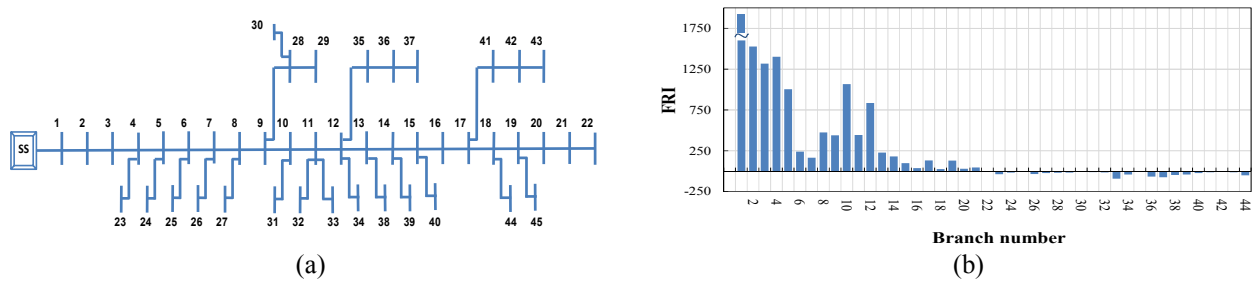 30
28 29 35 36 37 41 42 43
1 2 3 4 5 6 7 8 9 10 11 12 13 14 15 16 17 18 19 20 21 22
SS
23 24 25 26 27 31 32 33 34 38 39 40 44 45
(a)
1750
1250
750
250
-250
FRI
2 4 6 8 10 12 14 16 18 20 22 24 26 28 30 32 34 36 38 40 42 44
Branch number
(b)